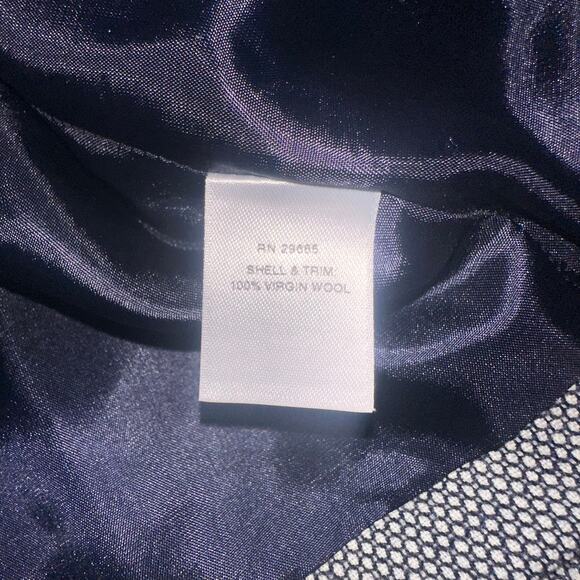 RN 29685
SHELL & TRIM:
100% VIRGIN WOOL